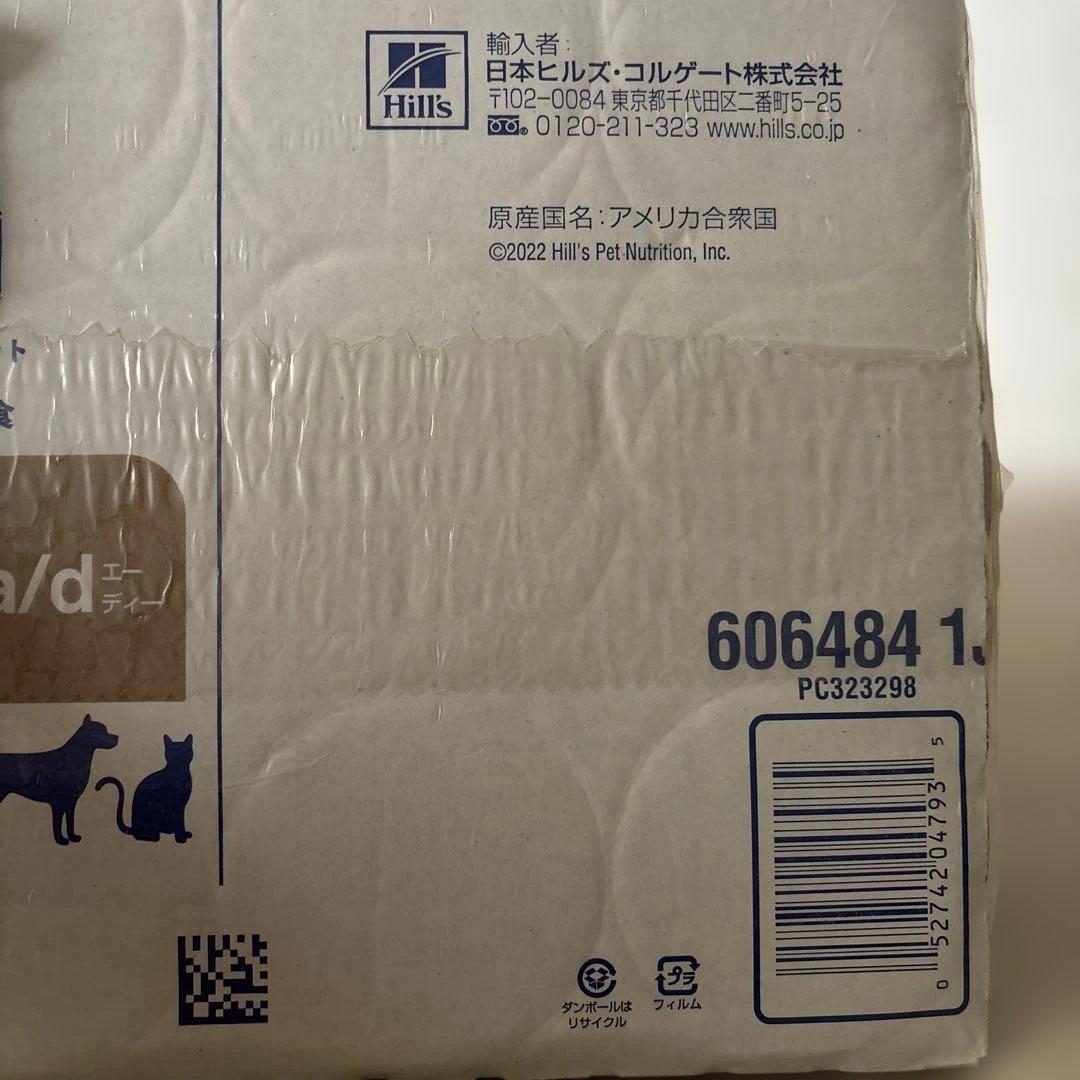 Hill's
輸入者:
日本ヒルズ・コルゲート株式会社
〒102-0084 東京都千代田区二番町5-25
0120-211-323 www.hills.co.jp
原産国名:アメリカ合衆国
©2022 Hill's Pet Nutrition, Inc.
ト
食
a/d エー
ディー
606484 1
PC323298
0 52742 04793 5
ダンボールは
リサイクル
プラ
フィルム